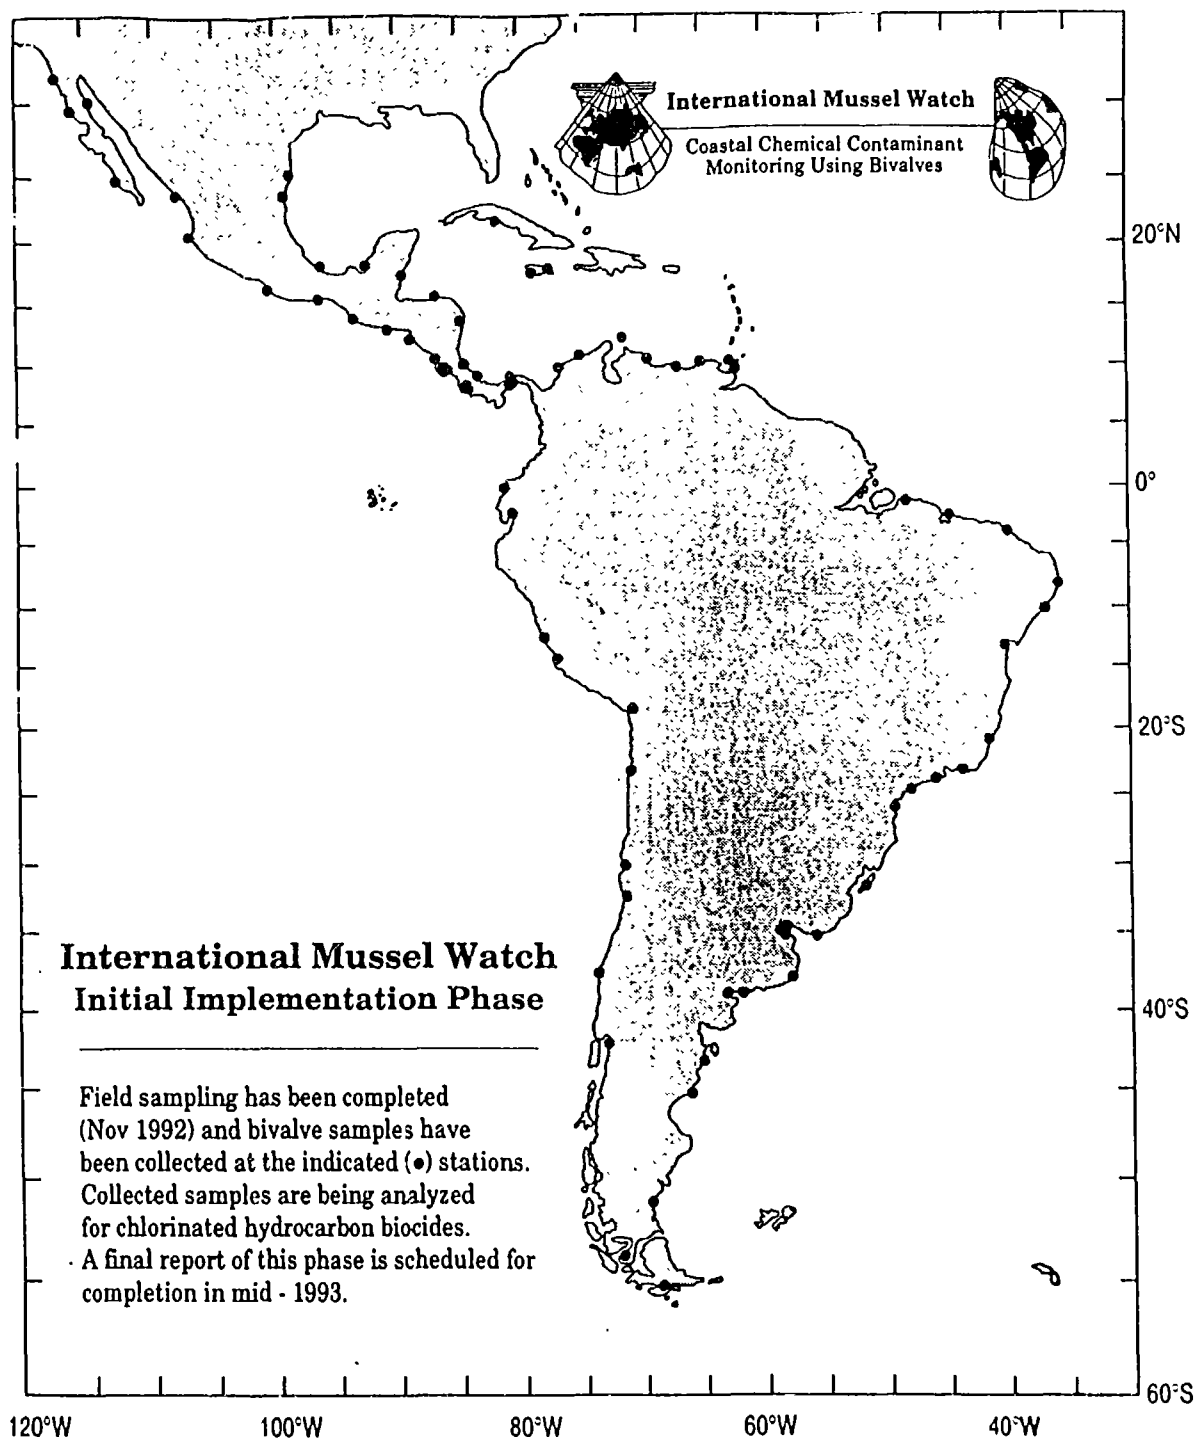 International Mussel Watch
Coastal Chemical Contaminant
Monitoring Using Bivalves
20°N
0°
20°S
40°S
International Mussel Watch
Initial Implementation Phase
Field sampling has been completed
(Nov 1992) and bivalve samples have
been collected at the indicated (●) stations.
Collected samples are being analyzed
for chlorinated hydrocarbon biocides.
A final report of this phase is scheduled for
completion in mid - 1993.
60°S
120°W 100°W 80°W 60°W 40°W